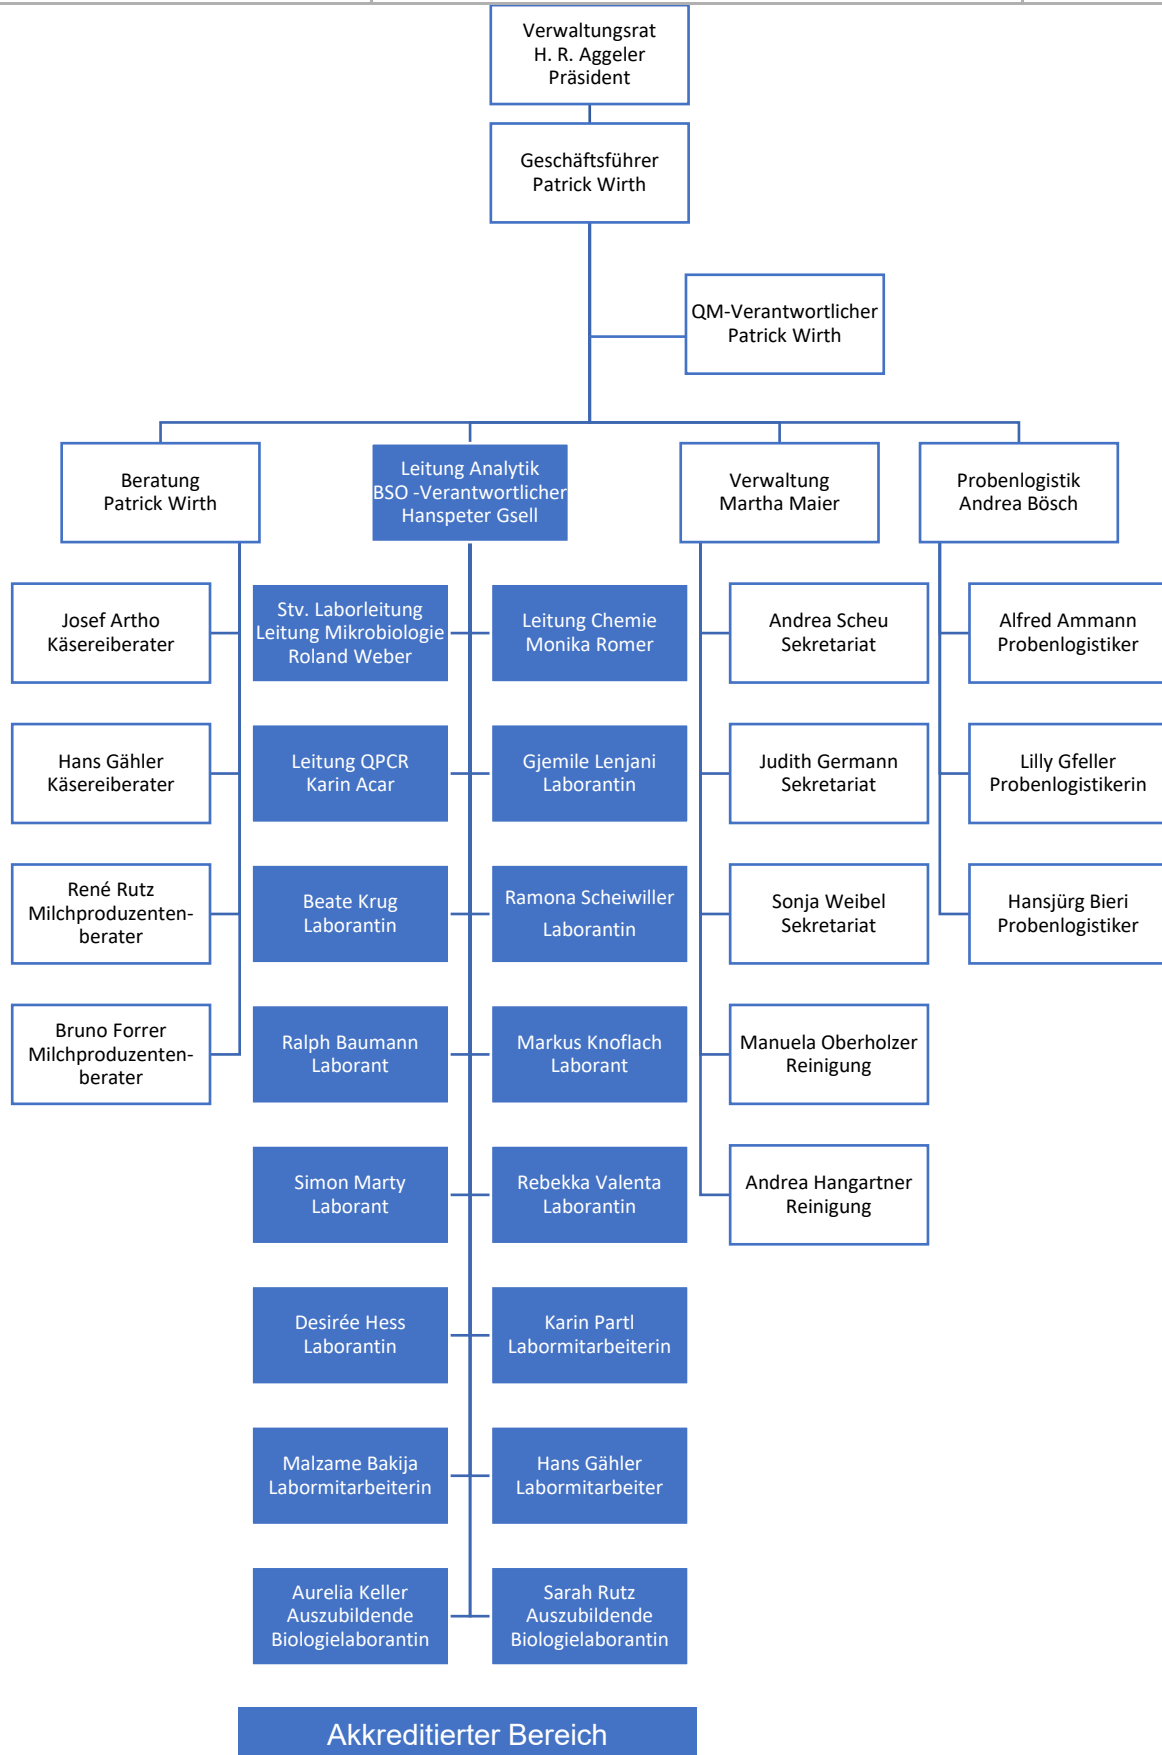 Verwaltungsrat
H. R. Aggeler
Präsident
Geschäftsführer
Patrick Wirth
QM-Verantwortlicher
Patrick Wirth
Beratung
Patrick Wirth
Leitung Analytik
BSO -Verantwortlicher
Hanspeter Gsell
Verwaltung
Martha Maier
Probenlogistik
Andrea Bösch
Josef Artho
Käsereiberater
Stv. Laborleitung
Leitung Mikrobiologie
Roland Weber
Leitung Chemie
Monika Romer
Andrea Scheu
Sekretariat
Alfred Ammann
Probenlogistiker
Hans Gähler
Käsereiberater
Leitung QPCR
Karin Acar
Gjemile Lenjani
Laborantin
Judith Germann
Sekretariat
Lilly Gfeller
Probenlogistikerin
René Rutz
Milchproduzenten-
berater
Beate Krug
Laborantin
Ramona Scheiwiller
Laborantin
Sonja Weibel
Sekretariat
Hansjürg Bieri
Probenlogistiker
Bruno Forrer
Milchproduzenten-
berater
Ralph Baumann
Laborant
Markus Knoflach
Laborant
Manuela Oberholzer
Reinigung
Simon Marty
Laborant
Rebekka Valenta
Laborantin
Andrea Hangartner
Reinigung
Desirée Hess
Laborantin
Karin Partl
Labormitarbeiterin
Malzame Bakija
Labormitarbeiterin
Hans Gähler
Labormitarbeiter
Aurelia Keller
Auszubildende
Biologielaborantin
Sarah Rutz
Auszubildende
Biologielaborantin
Akkreditierter Bereich